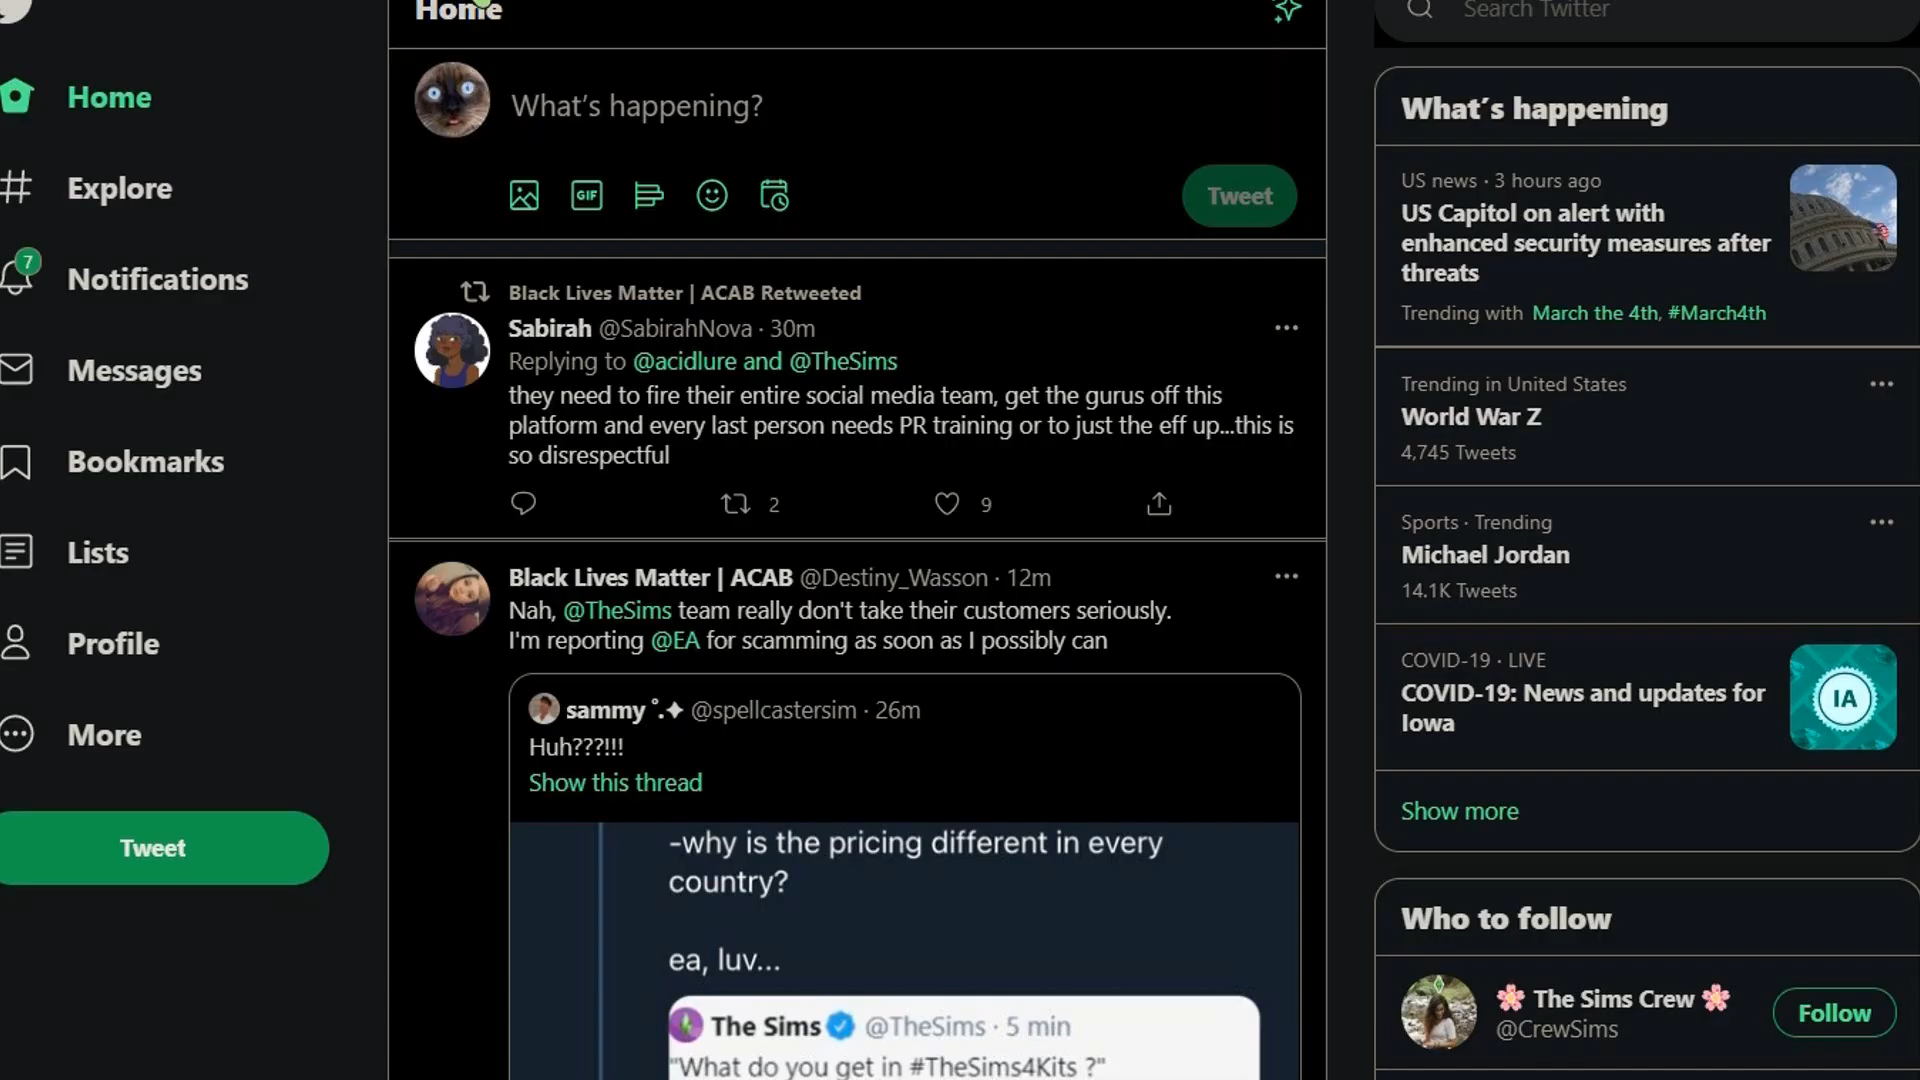 Home
Explore
7
Notifications
Messages
Bookmarks
Lists
Profile
More
Tweet
Home
What's happening?
GIF
Tweet
Black Lives Matter | ACAB Retweeted
Sabirah @SabirahNova · 30m
Replying to @acidlure and @TheSims
they need to fire their entire social media team, get the gurus off this
platform and every last person needs PR training or to just the eff up...this is
so disrespectful
2
9
Black Lives Matter | ACAB @Destiny_Wasson · 12m
Nah, @TheSims team really don't take their customers seriously.
I'm reporting @EA for scamming as soon as I possibly can
sammy ˚.✦ @spellcastersim · 26m
Huh???!!!
Show this thread
-why is the pricing different in every
country?
ea, luv...
The Sims @TheSims · 5 min
"What do you get in #TheSims4Kits ?"
Search Twitter
What's happening
US news · 3 hours ago
US Capitol on alert with
enhanced security measures after
threats
Trending with March the 4th, #March4th
Trending in United States
World War Z
4,745 Tweets
Sports · Trending
Michael Jordan
14.1K Tweets
COVID-19 · LIVE
COVID-19: News and updates for
Iowa
IA
Show more
Who to follow
🌸 The Sims Crew 🌸
@CrewSims
Follow